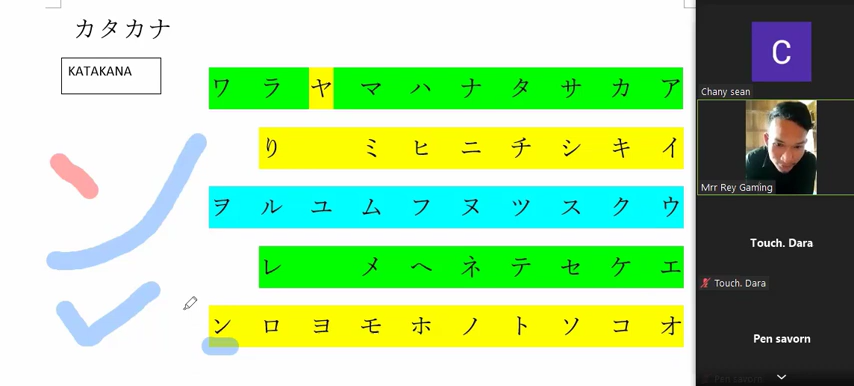 カタカナ
KATAKANA
ワ ラ ヤ マ ハ ナ タ サ カ ア
り ミ ヒ ニ チ シ キ イ
ヲ ル ユ ム フ ヌ ツ ス ク ウ
レ メ ヘ ネ テ セ ケ エ
ン ロ ヨ モ ホ ノ ト ソ コ オ
C
Chany sean
Mrr Rey Gaming
Touch. Dara
Touch. Dara
Pen savorn
Pen savorn